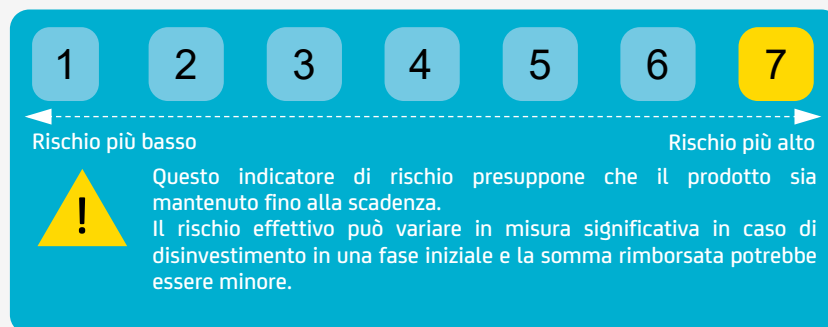 1 2 3 4 5 6 7
Rischio più basso Rischio più alto
!
Questo indicatore di rischio presuppone che il prodotto sia
mantenuto fino alla scadenza.
Il rischio effettivo può variare in misura significativa in caso di
disinvestimento in una fase iniziale e la somma rimborsata potrebbe
essere minore.